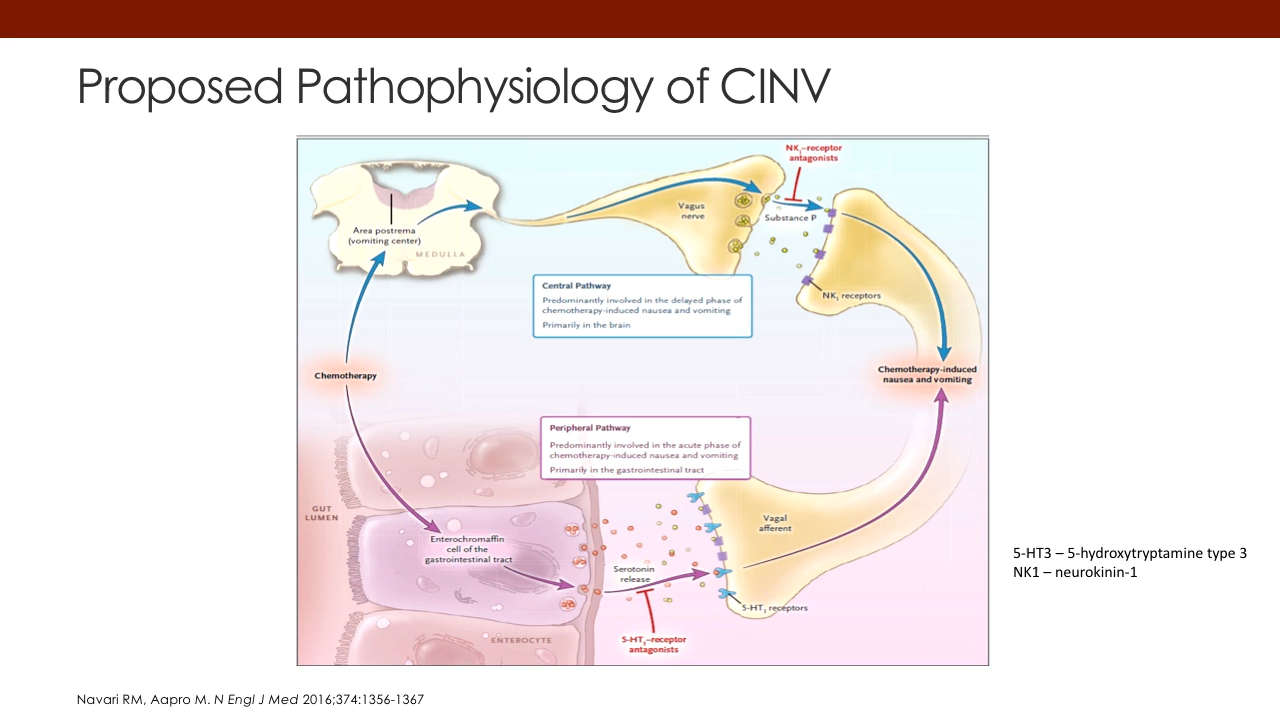 Proposed Pathophysiology of CINV
NK1–receptor
antagonists
Vagus
nerve
Substance P
Area postrema
(vomiting center)
MEDULLA
Central Pathway
Predominantly involved in the delayed phase of
chemotherapy-induced nausea and vomiting
Primarily in the brain
NK1 receptors
Chemotherapy
Chemotherapy-induced
nausea and vomiting
Peripheral Pathway
Predominantly involved in the acute phase of
chemotherapy-induced nausea and vomiting
Primarily in the gastrointestinal tract
GUT
LUMEN
Vagal
afferent
Enterochromaffin
cell of the
gastrointestinal tract
Serotonin
release
5-HT3 receptors
ENTEROCYTE
5-HT3–receptor
antagonists
5-HT3 – 5-hydroxytryptamine type 3
NK1 – neurokinin-1
Navari RM, Aapro M. N Engl J Med 2016;374:1356-1367